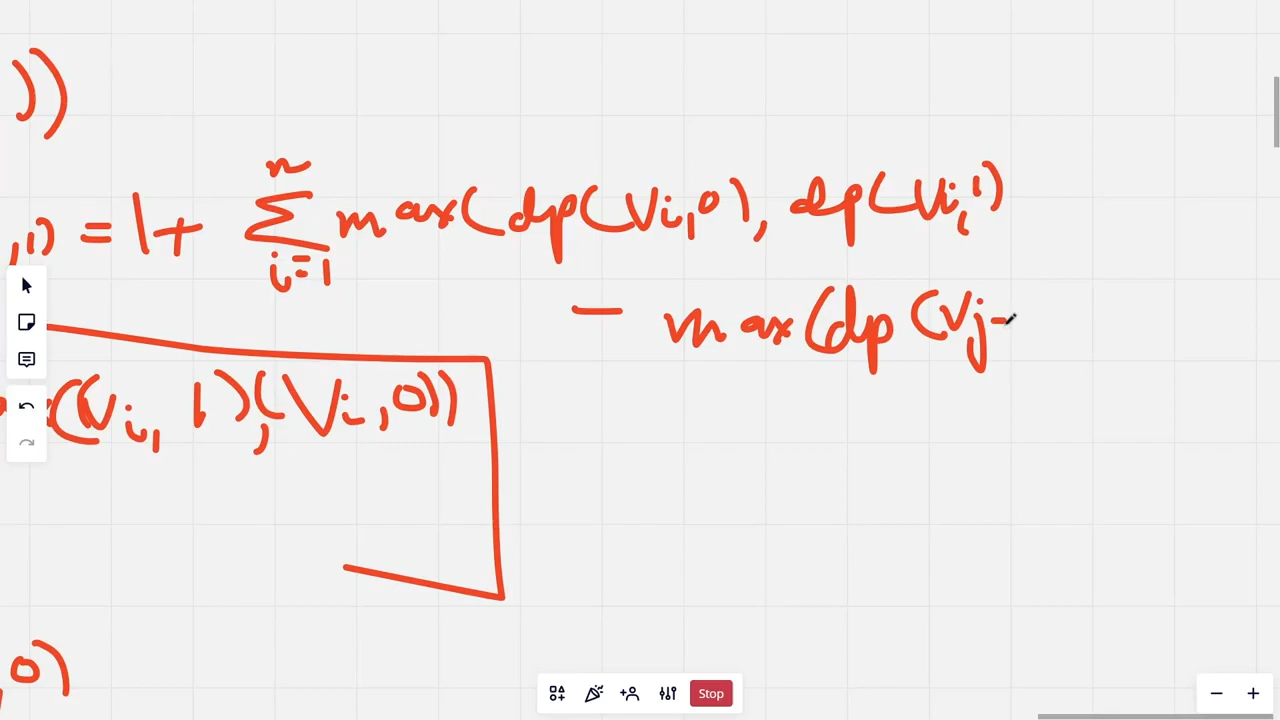 ))
,1) = 1 + n Σ i=1 max(dp(Vi,0), dp(Vi,1)
- max(dp(Vj-
((Vi, 1),(Vi,0))
,0)
Stop